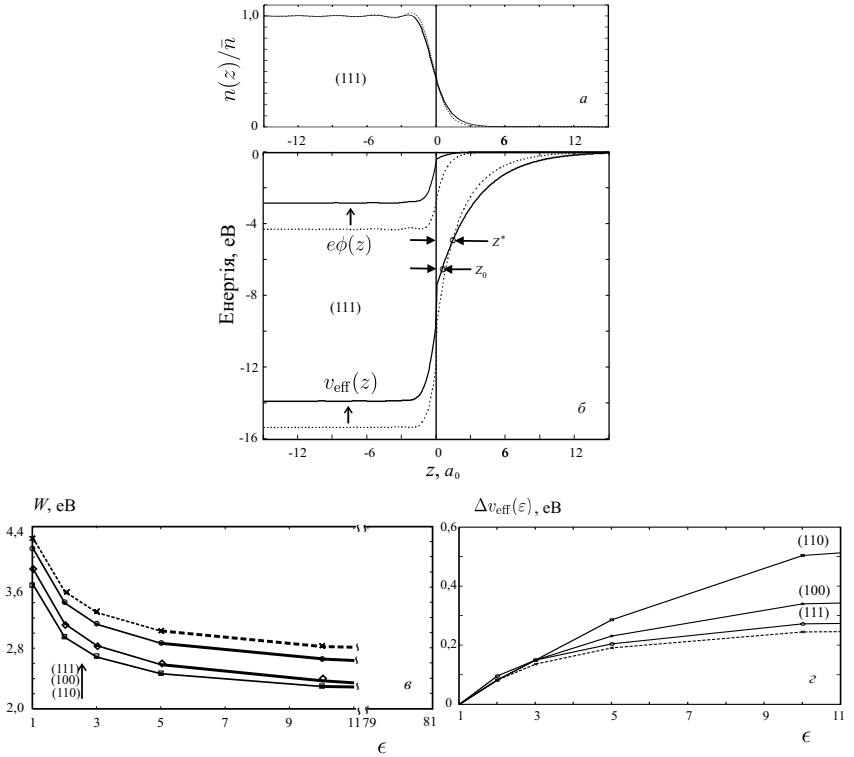 n(z)/n̄
1,0
0
(111)
а
-12 -6 0 6 12
Енергія, еВ
0
-4
-8
-12
-16
eϕ(z)
z*
z₀
(111)
v_eff(z)
б
-12 -6 0 6 12
z, a₀
W, еВ
4,4
3,6
2,8
2,0
(111)
(100)
(110)
в
1 3 5 7 9 11 79 81
ϵ
Δv_eff(ε), еВ
0,6
0,4
0,2
0
(110)
(100)
(111)
г
1 3 5 7 9 11
ϵ